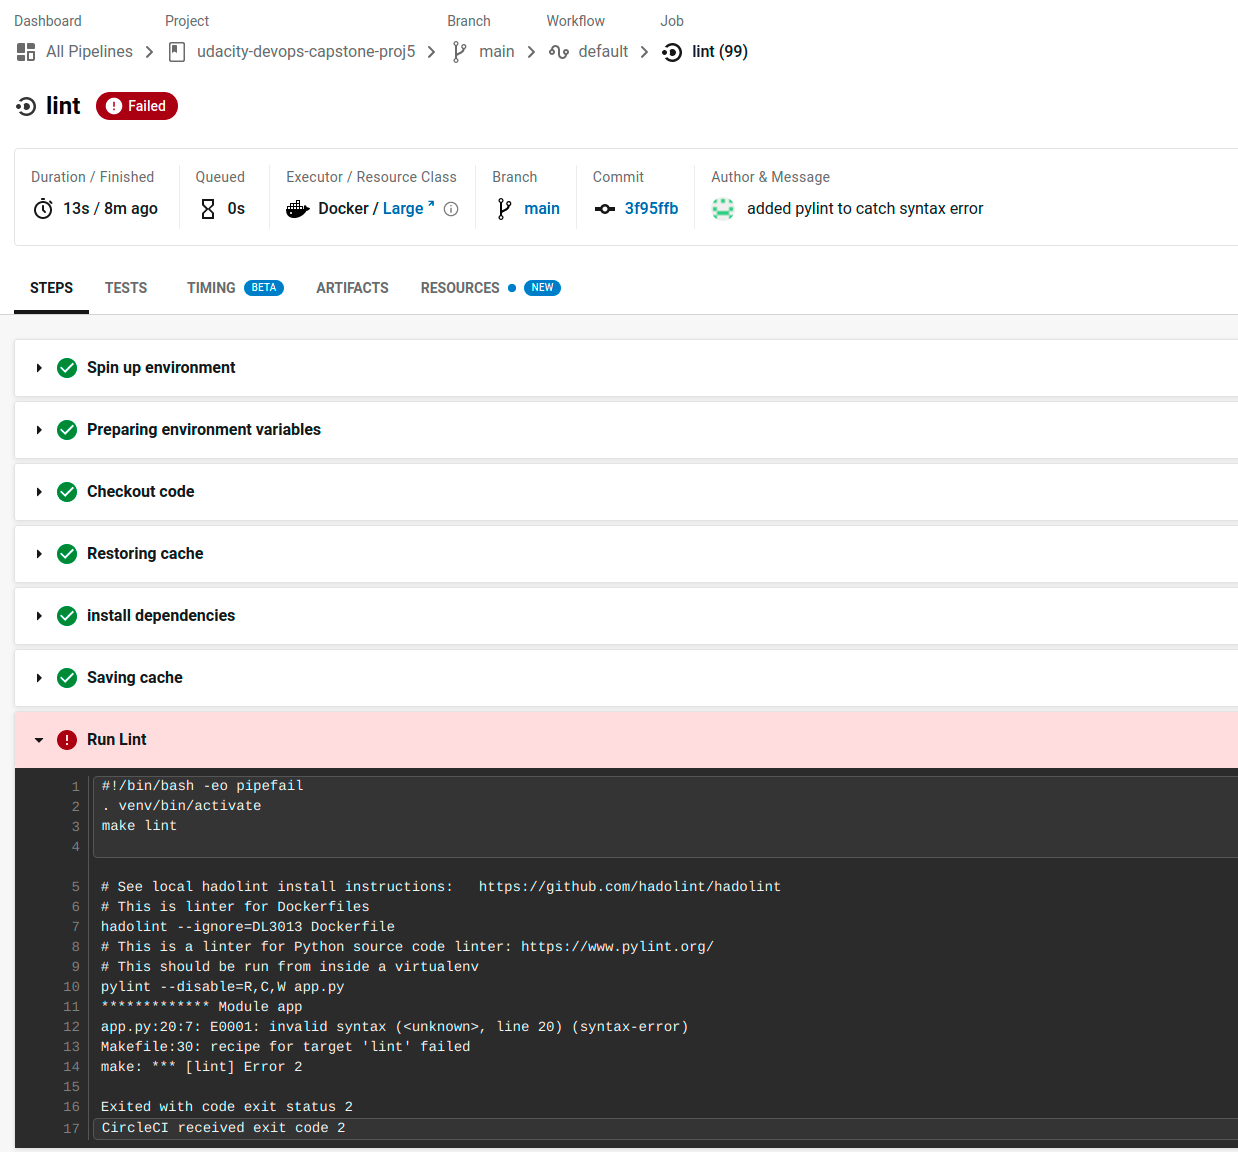 Dashboard Project Branch Workflow Job
All Pipelines udacity-devops-capstone-proj5 main default lint (99)
lint Failed
Duration / Finished Queued Executor / Resource Class Branch Commit Author & Message
13s / 8m ago 0s Docker / Large main 3f95ffb added pylint to catch syntax error
STEPS TESTS TIMING BETA ARTIFACTS RESOURCES NEW
Spin up environment
Preparing environment variables
Checkout code
Restoring cache
install dependencies
Saving cache
Run Lint
1 #!/bin/bash -eo pipefail
2 . venv/bin/activate
3 make lint
4
5 # See local hadolint install instructions:   https://github.com/hadolint/hadolint
6 # This is linter for Dockerfiles
7 hadolint --ignore=DL3013 Dockerfile
8 # This is a linter for Python source code linter: https://www.pylint.org/
9 # This should be run from inside a virtualenv
10 pylint --disable=R,C,W app.py
11 ************* Module app
12 app.py:20:7: E0001: invalid syntax (<unknown>, line 20) (syntax-error)
13 Makefile:30: recipe for target 'lint' failed
14 make: *** [lint] Error 2
15
16 Exited with code exit status 2
17 CircleCI received exit code 2